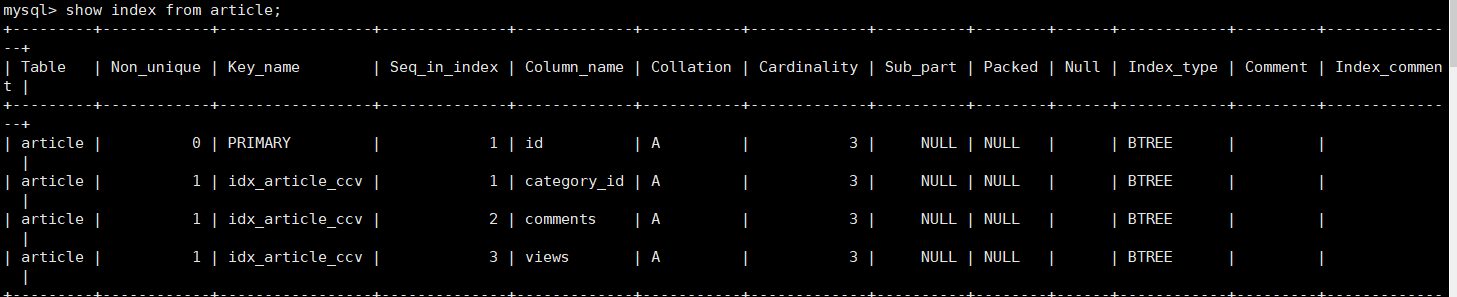 mysql> show index from article;
+---------+------------+-----------------+--------------+-------------+-----------+-------------+----------+--------+------+------------+---------+-------------
--+
| Table   | Non_unique | Key_name        | Seq_in_index | Column_name | Collation | Cardinality | Sub_part | Packed | Null | Index_type | Comment | Index_commen
t |
+---------+------------+-----------------+--------------+-------------+-----------+-------------+----------+--------+------+------------+---------+-------------
--+
| article |          0 | PRIMARY         |            1 | id          | A         |           3 |     NULL | NULL   |      | BTREE      |         |
  |
| article |          1 | idx_article_ccv |            1 | category_id | A         |           3 |     NULL | NULL   |      | BTREE      |         |
  |
| article |          1 | idx_article_ccv |            2 | comments    | A         |           3 |     NULL | NULL   |      | BTREE      |         |
  |
| article |          1 | idx_article_ccv |            3 | views       | A         |           3 |     NULL | NULL   |      | BTREE      |         |
  |
+---------+------------+-----------------+--------------+-------------+-----------+-------------+----------+--------+------+------------+---------+-------------